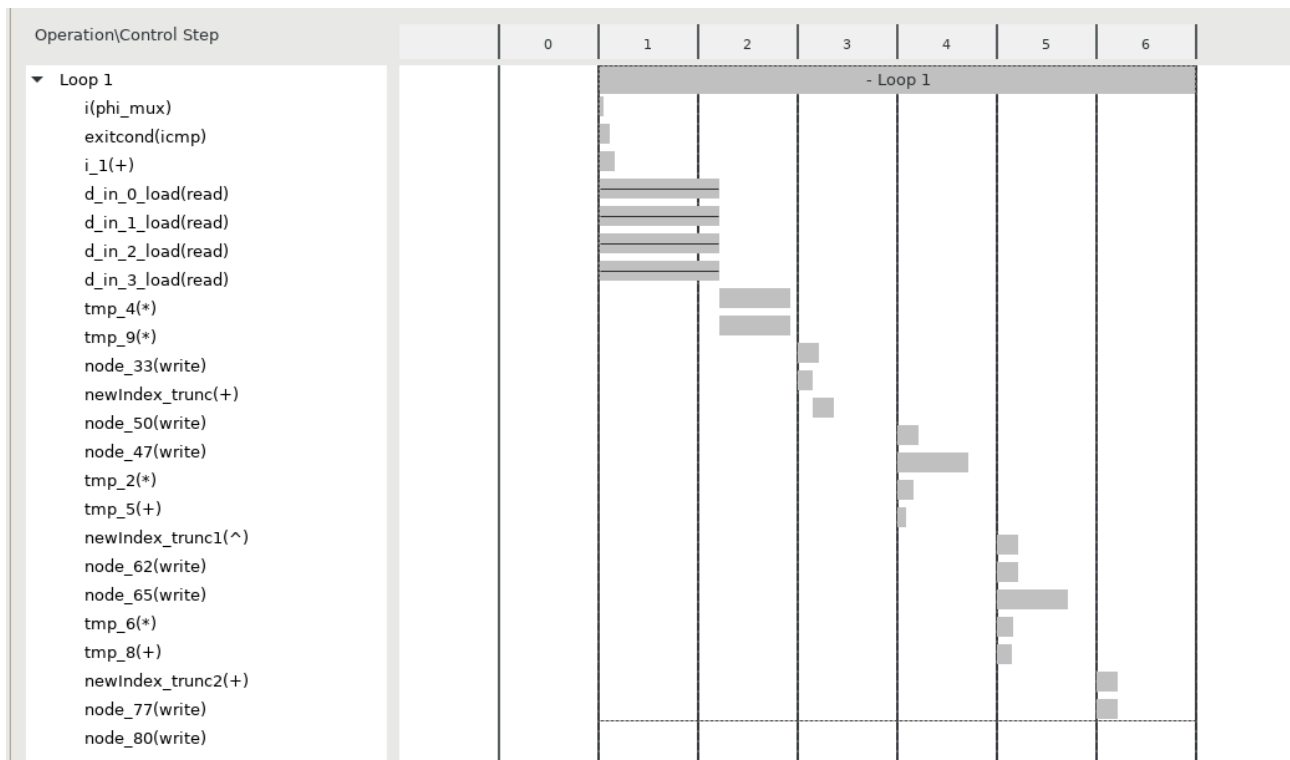 Operation\Control Step
0 1 2 3 4 5 6
Loop 1
- Loop 1
i(phi_mux)
exitcond(icmp)
i_1(+)
d_in_0_load(read)
d_in_1_load(read)
d_in_2_load(read)
d_in_3_load(read)
tmp_4(*)
tmp_9(*)
node_33(write)
newIndex_trunc(+)
node_50(write)
node_47(write)
tmp_2(*)
tmp_5(+)
newIndex_trunc1(^)
node_62(write)
node_65(write)
tmp_6(*)
tmp_8(+)
newIndex_trunc2(+)
node_77(write)
node_80(write)